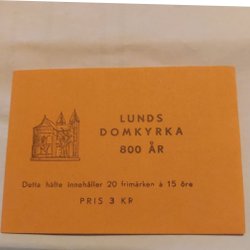 LUNDS
DOMKYRKA
800 ÅR
Detta häfte innehåller 20 frimärken à 15 öre
PRIS 3 KR